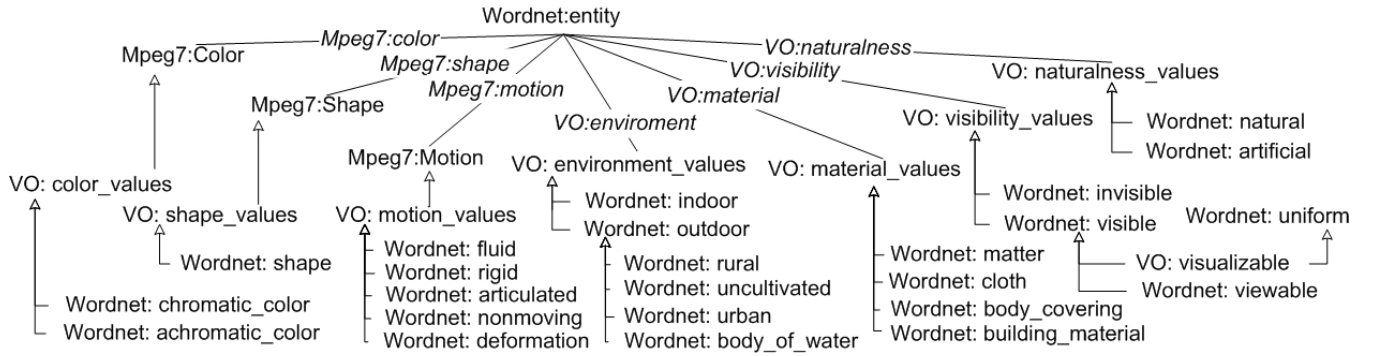 Wordnet:entity
Mpeg7:Color
Mpeg7:color
VO:naturalness
Mpeg7:shape
VO:visibility
VO: naturalness_values
Mpeg7:Shape
Mpeg7:motion
VO:material
VO:enviroment
VO: visibility_values
Wordnet: natural
Wordnet: artificial
Mpeg7:Motion
VO: environment_values
VO: material_values
VO: color_values
VO: shape_values
VO: motion_values
Wordnet: indoor
Wordnet: outdoor
Wordnet: invisible
Wordnet: visible
Wordnet: uniform
Wordnet: shape
Wordnet: fluid
Wordnet: rigid
Wordnet: articulated
Wordnet: nonmoving
Wordnet: deformation
Wordnet: rural
Wordnet: uncultivated
Wordnet: urban
Wordnet: body_of_water
Wordnet: matter
Wordnet: cloth
Wordnet: body_covering
Wordnet: building_material
VO: visualizable
Wordnet: viewable
Wordnet: chromatic_color
Wordnet: achromatic_color